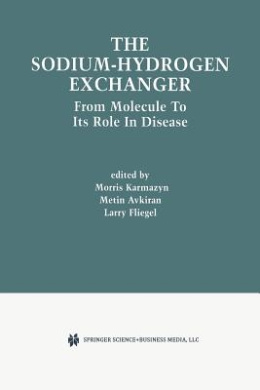 THE
SODIUM-HYDROGEN
EXCHANGER
From Molecule To
Its Role In Disease
edited by
Morris Karmazyn
Metin Avkiran
Larry Fliegel
SPRINGER SCIENCE+BUSINESS MEDIA, LLC